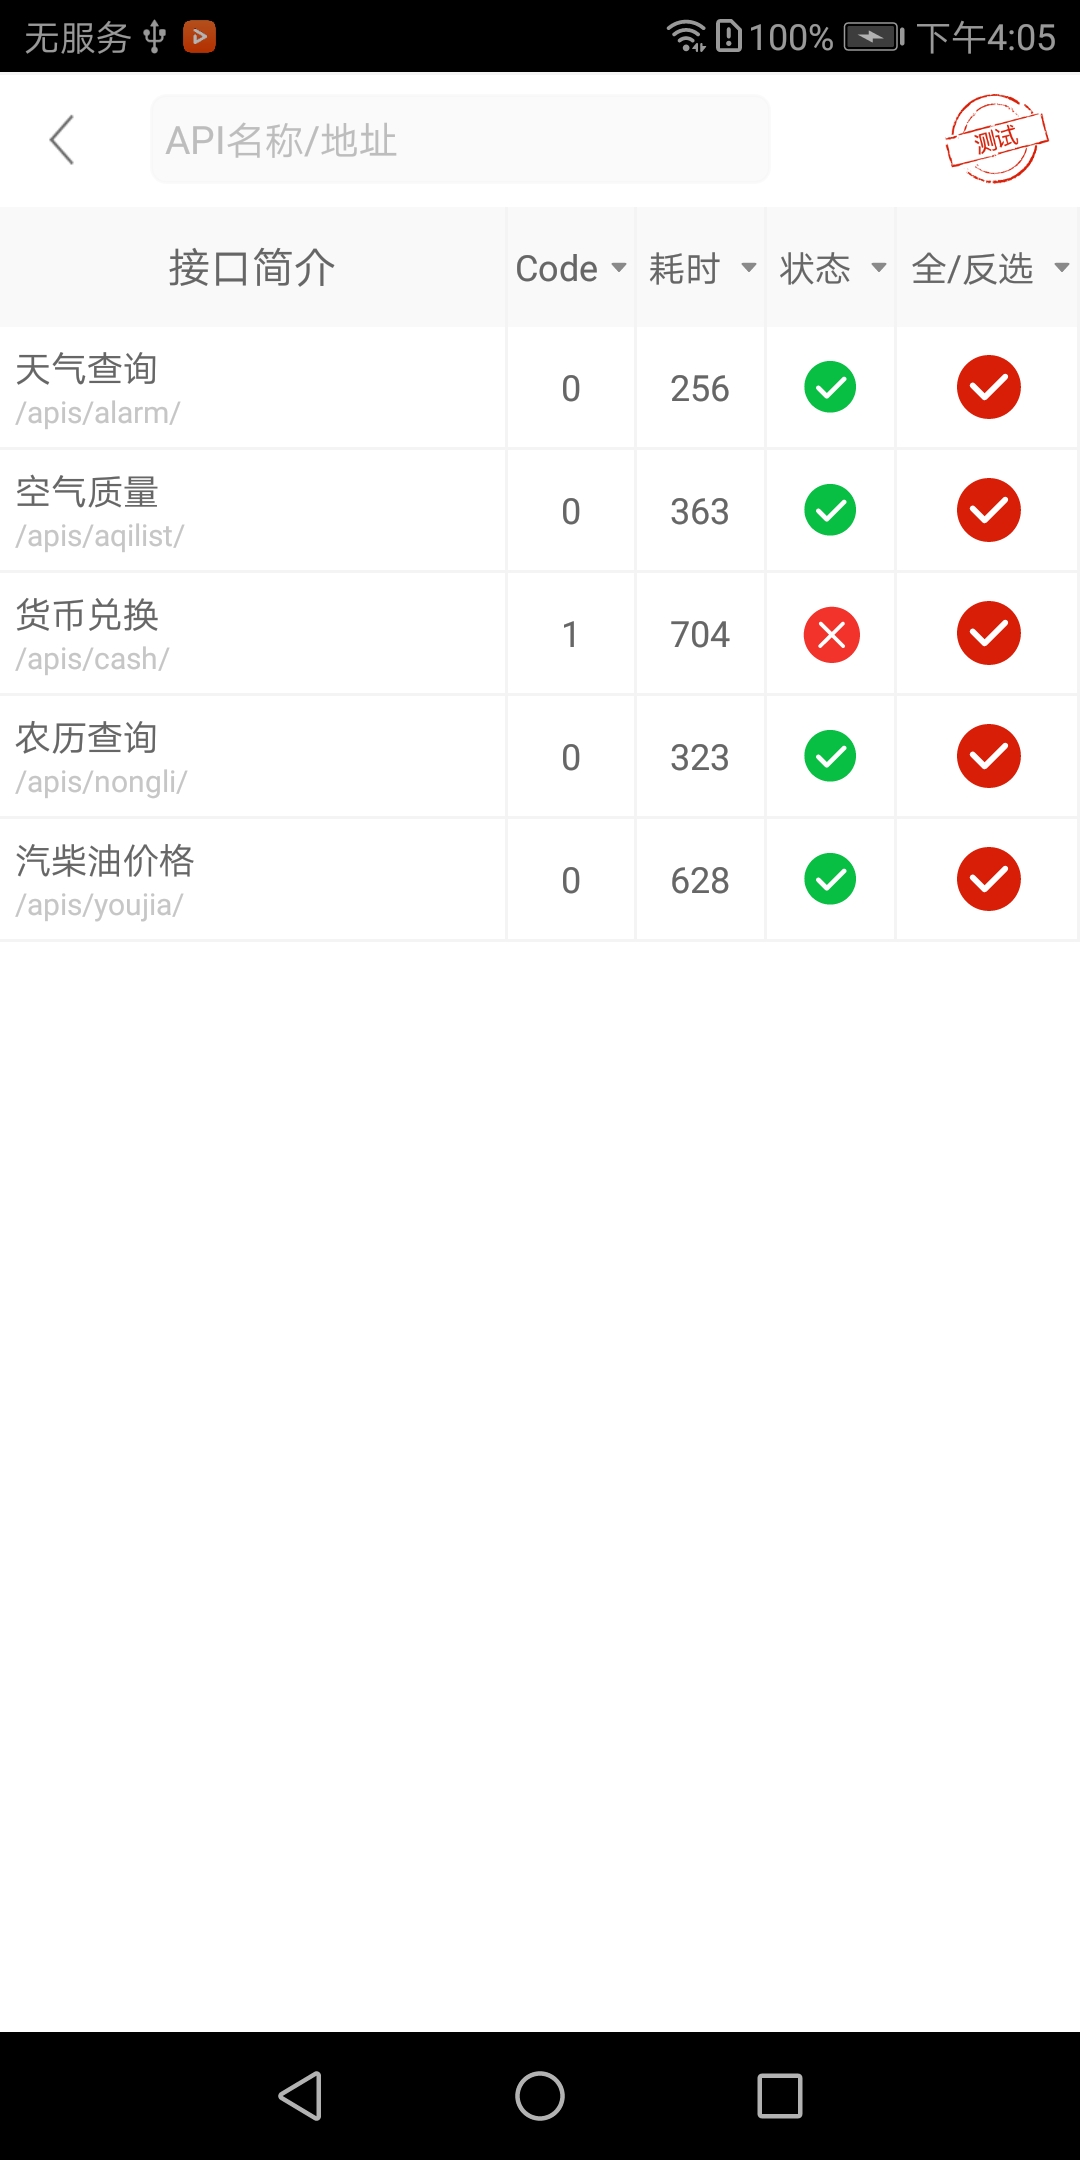 无服务 100% 下午4:05
API名称/地址 测试
接口简介 Code 耗时 状态 全/反选
天气查询 0 256
/apis/alarm/
空气质量 0 363
/apis/aqilist/
货币兑换 1 704
/apis/cash/
农历查询 0 323
/apis/nongli/
汽柴油价格 0 628
/apis/youjia/